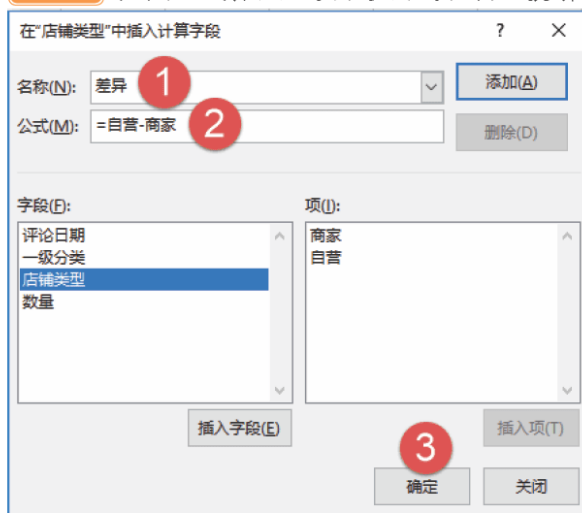 在"店铺类型"中插入计算字段 ? ×
名称(N): 差异 1 添加(A)
公式(M): =自营-商家 2 删除(D)
字段(F): 项(I):
评论日期 商家
一级分类 自营
店铺类型
数量
插入字段(E) 插入项(T)
3
确定 关闭